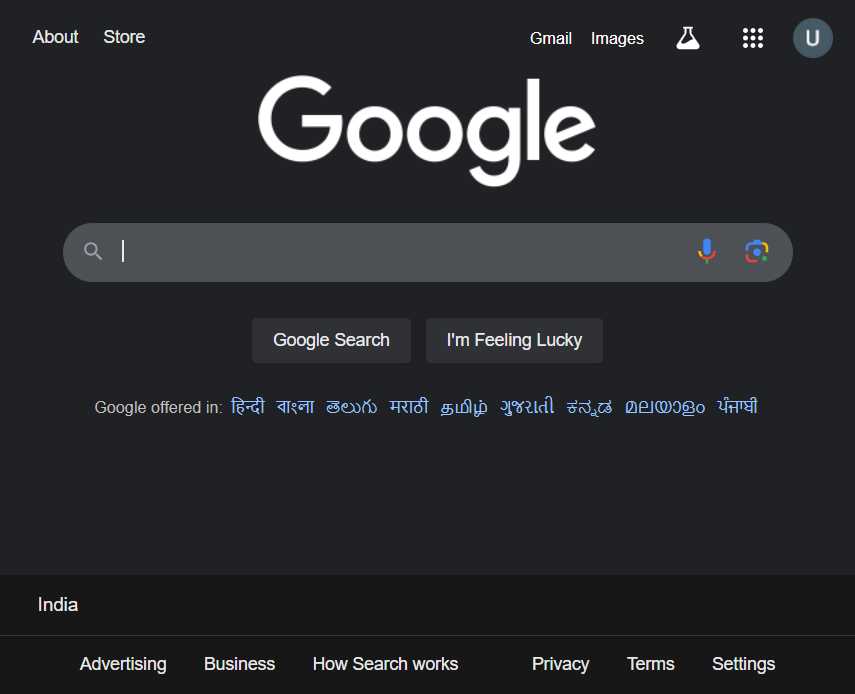 About Store Gmail Images U
Google
Google Search I'm Feeling Lucky
Google offered in: हिन्दी বাংলা తెలుగు मराठी தமிழ் ગુજરાતી ಕನ್ನಡ മലയാളം ਪੰਜਾਬੀ
India
Advertising Business How Search works Privacy Terms Settings